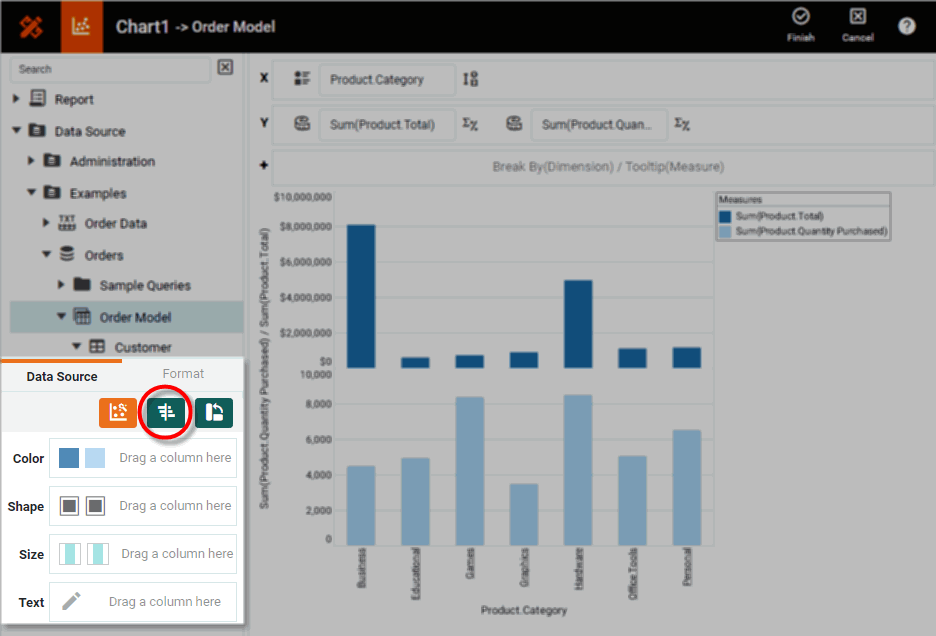 Chart1 -> Order Model
Finish
Cancel
?
Search
Report
Data Source
Administration
Examples
TXT
Order Data
Orders
Sample Queries
Order Model
Customer
Data Source
Format
Color
Drag a column here
Shape
Drag a column here
Size
Drag a column here
Text
Drag a column here
X
Product.Category
Y
Sum(Product.Total)
Σχ
Sum(Product.Quan...
Σχ
+
Break By(Dimension) / Tooltip(Measure)
Sum(Product.Quantity Purchased) / Sum(Product.Total)
$10,000,000
$8,000,000
$6,000,000
$4,000,000
$2,000,000
$0
10,000
8,000
6,000
4,000
2,000
0
Business
Educational
Games
Graphics
Hardware
Office Tools
Personal
Product.Category
Measures
Sum(Product.Total)
Sum(Product.Quantity Purchased)